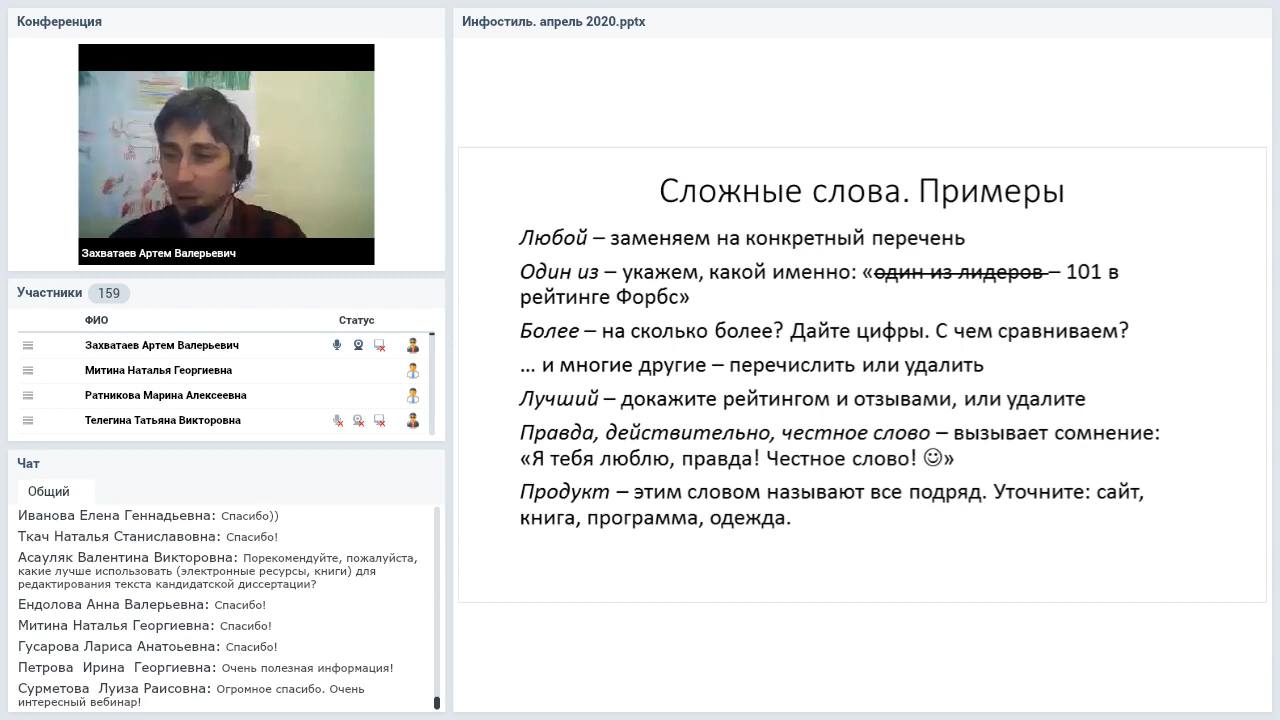 Конференция
Захватаев Артем Валерьевич
Участники 159
ФИО Статус
Захватаев Артем Валерьевич
Митина Наталья Георгиевна
Ратникова Марина Алексеевна
Телегина Татьяна Викторовна
Чат
Общий
Иванова Елена Геннадьевна: Спасибо))
Ткач Наталья Станиславовна: Спасибо!
Асауляк Валентина Викторовна: Порекомендуйте, пожалуйста,
какие лучше использовать (электронные ресурсы, книги) для
редактирования текста кандидатской диссертации?
Ендолова Анна Валерьевна: Спасибо!
Митина Наталья Георгиевна: Спасибо!
Гусарова Лариса Анатоьевна: Спасибо!
Петрова Ирина Георгиевна: Очень полезная информация!
Сурметова Луиза Раисовна: Огромное спасибо. Очень
интересный вебинар!
Инфостиль. апрель 2020.pptx
Сложные слова. Примеры
Любой – заменяем на конкретный перечень
Один из – укажем, какой именно: «один из лидеров – 101 в
рейтинге Форбс»
Более – на сколько более? Дайте цифры. С чем сравниваем?
... и многие другие – перечислить или удалить
Лучший – докажите рейтингом и отзывами, или удалите
Правда, действительно, честное слово – вызывает сомнение:
«Я тебя люблю, правда! Честное слово! ☺»
Продукт – этим словом называют все подряд. Уточните: сайт,
книга, программа, одежда.